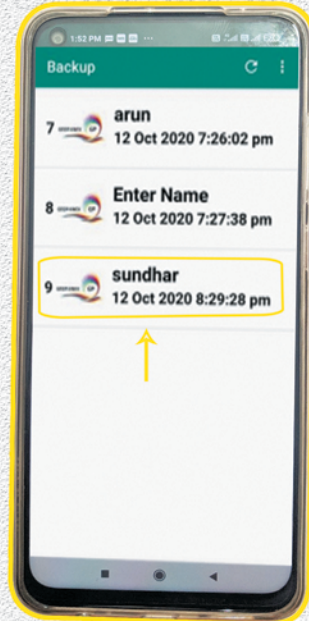 1:52 PM
Backup
7
arun
12 Oct 2020 7:26:02 pm
8
Enter Name
12 Oct 2020 7:27:38 pm
9
sundhar
12 Oct 2020 8:29:28 pm